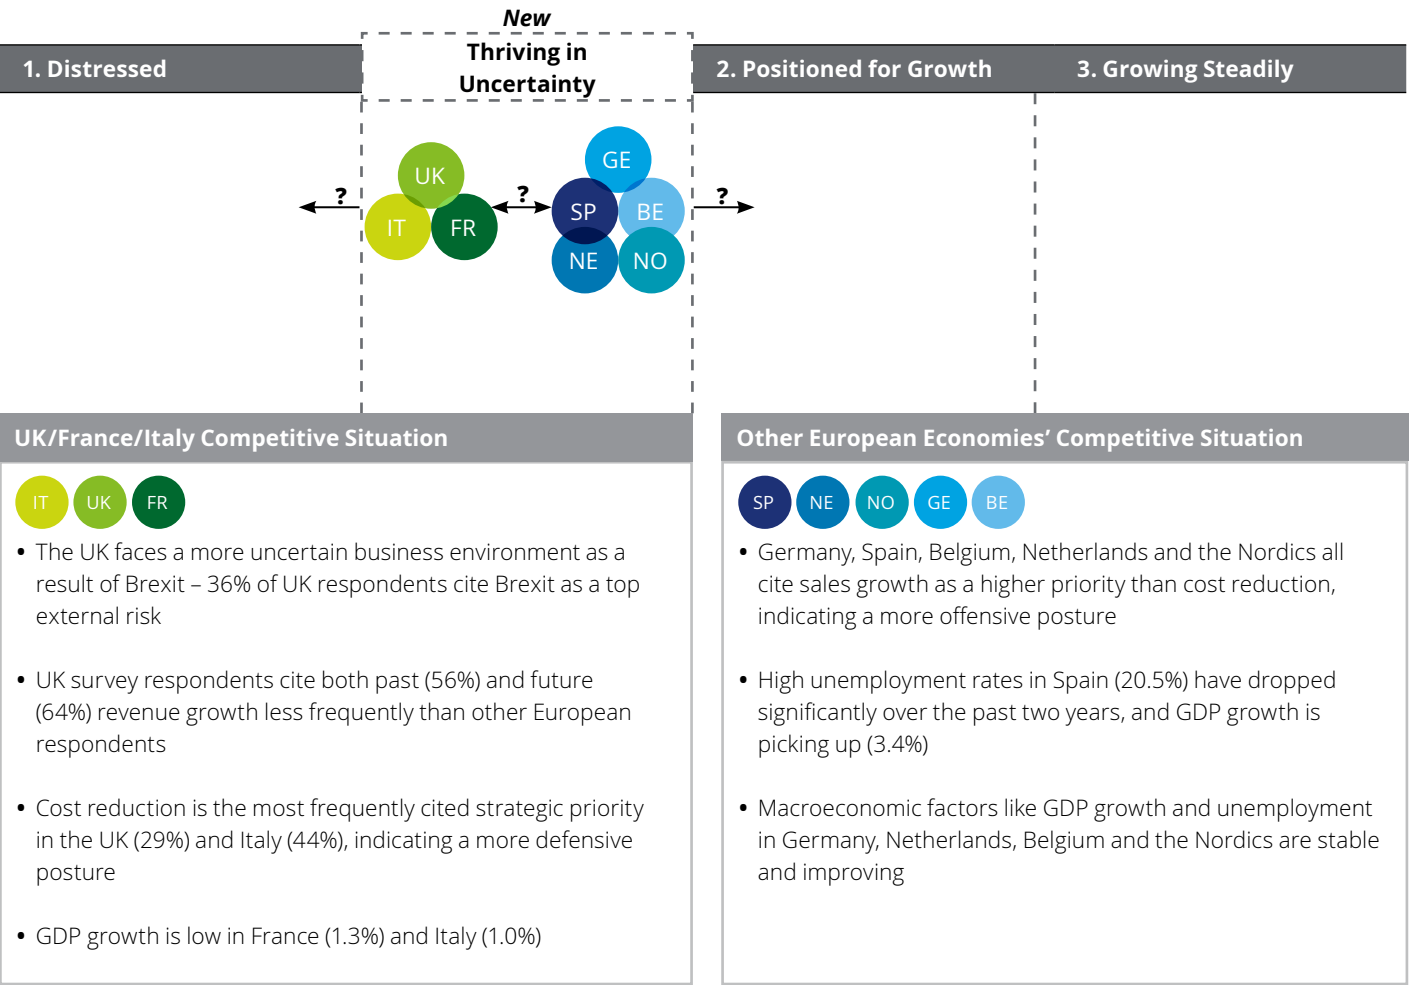 New
1. Distressed
Thriving in
Uncertainty
2. Positioned for Growth
3. Growing Steadily
UK
IT
FR
?
?
?
GE
SP
BE
NE
NO
UK/France/Italy Competitive Situation
IT UK FR
• The UK faces a more uncertain business environment as a
result of Brexit – 36% of UK respondents cite Brexit as a top
external risk
• UK survey respondents cite both past (56%) and future
(64%) revenue growth less frequently than other European
respondents
• Cost reduction is the most frequently cited strategic priority
in the UK (29%) and Italy (44%), indicating a more defensive
posture
• GDP growth is low in France (1.3%) and Italy (1.0%)
Other European Economies’ Competitive Situation
SP NE NO GE BE
• Germany, Spain, Belgium, Netherlands and the Nordics all
cite sales growth as a higher priority than cost reduction,
indicating a more offensive posture
• High unemployment rates in Spain (20.5%) have dropped
significantly over the past two years, and GDP growth is
picking up (3.4%)
• Macroeconomic factors like GDP growth and unemployment
in Germany, Netherlands, Belgium and the Nordics are stable
and improving